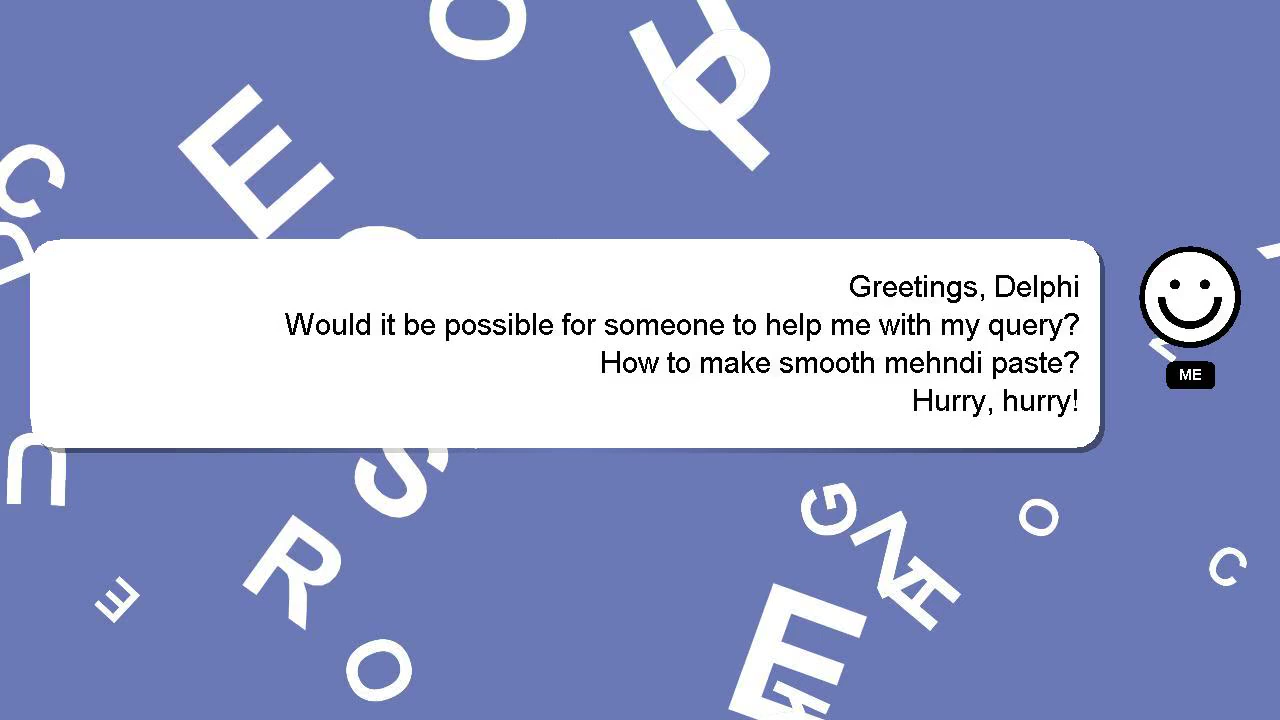 Greetings, Delphi
Would it be possible for someone to help me with my query?
How to make smooth mehndi paste?
Hurry, hurry!
ME